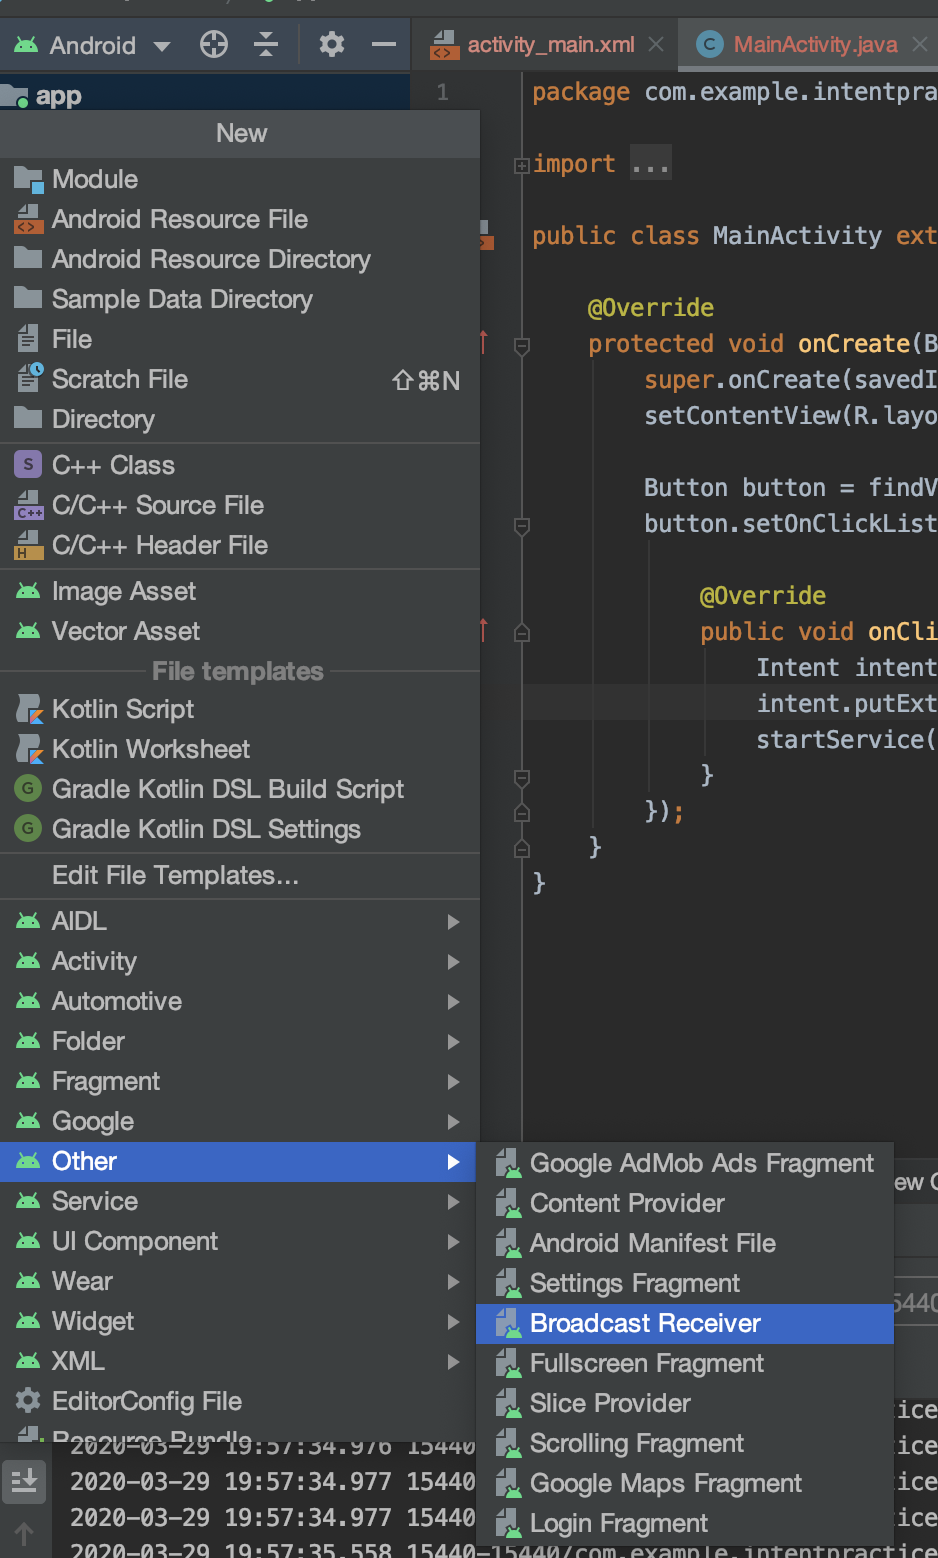 Android
activity_main.xml
MainActivity.java
app
New
Module
Android Resource File
Android Resource Directory
Sample Data Directory
File
Scratch File ⇧⌘N
Directory
S C++ Class
C++ C/C++ Source File
H C/C++ Header File
Image Asset
Vector Asset
File templates
Kotlin Script
Kotlin Worksheet
G Gradle Kotlin DSL Build Script
G Gradle Kotlin DSL Settings
Edit File Templates...
AIDL
Activity
Automotive
Folder
Fragment
Google
Other
Service
UI Component
Wear
Widget
XML
EditorConfig File
Resource Bundle
Google AdMob Ads Fragment
Content Provider
Android Manifest File
Settings Fragment
Broadcast Receiver
Fullscreen Fragment
Slice Provider
Scrolling Fragment
Google Maps Fragment
Login Fragment
1 package com.example.intentpra
import ...
public class MainActivity ext
@Override
protected void onCreate(B
super.onCreate(savedI
setContentView(R.layo
Button button = findV
button.setOnClickList
@Override
public void onCli
Intent intent
intent.putExt
startService(
}
});
}
}
ew C
5440
2020-03-29 19:57:34.976 15440 ice
2020-03-29 19:57:34.977 15440 tice
2020-03-29 19:57:34.977 15440 tice
2020-03-29 19:57:35.558 15440-15440/com.example.intentpractice